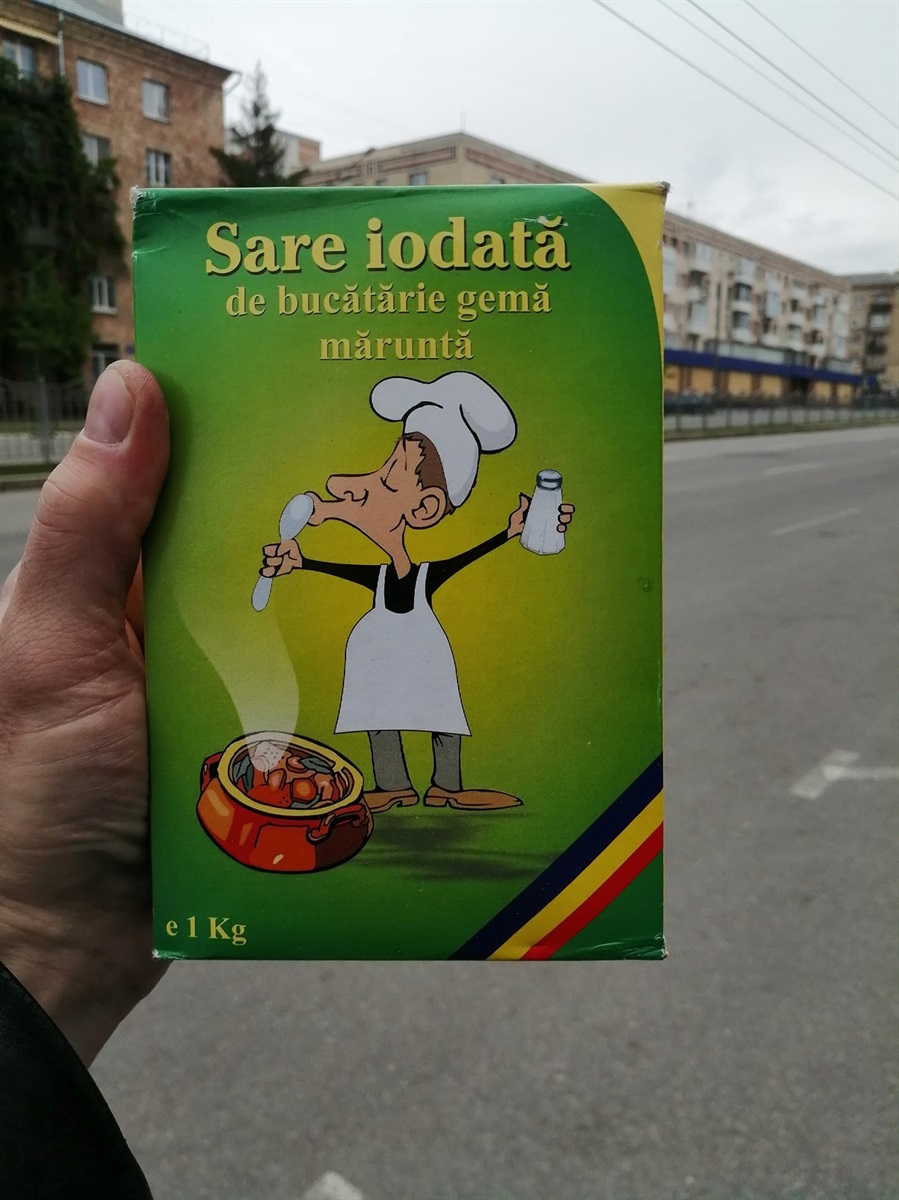 Sare iodată
de bucătărie gemă
măruntă
e 1 Kg